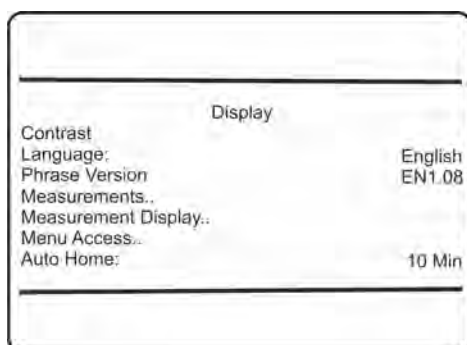 Display
Contrast
Language: English
Phrase Version EN1.08
Measurements..
Measurement Display..
Menu Access..
Auto Home: 10 Min